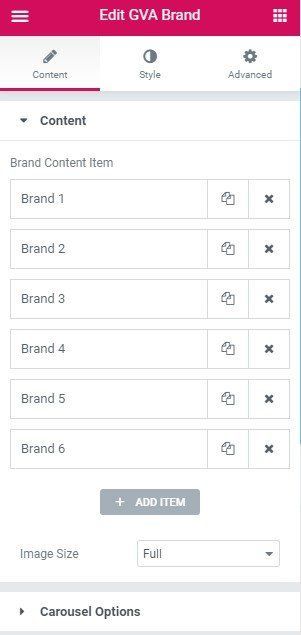 Edit GVA Brand
Content Style Advanced
Content
Brand Content Item
Brand 1
Brand 2
Brand 3
Brand 4
Brand 5
Brand 6
+ ADD ITEM
Image Size Full
Carousel Options